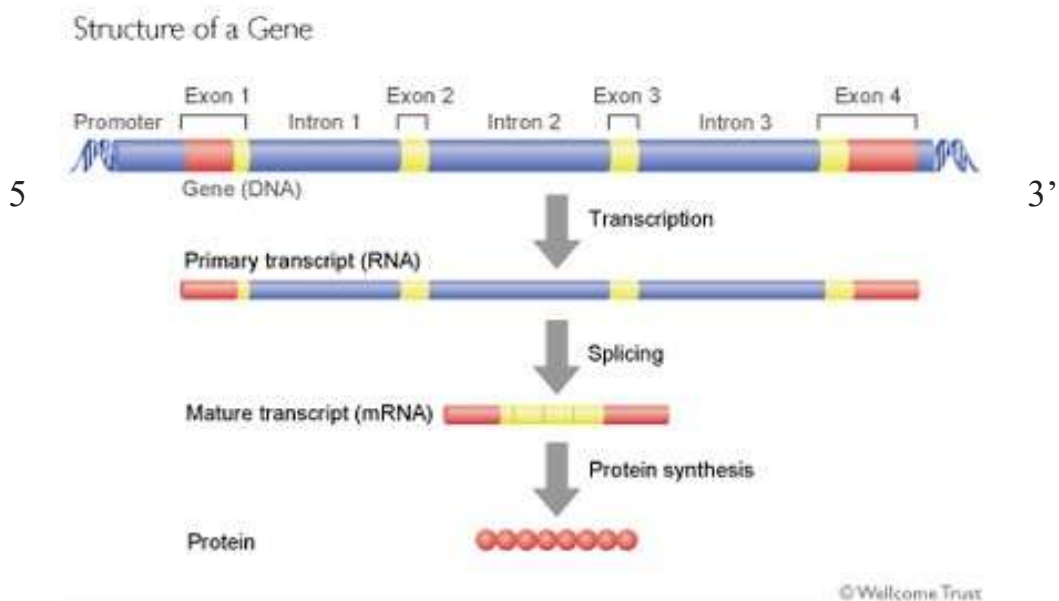 Structure of a Gene
Exon 1 Exon 2 Exon 3 Exon 4
Promoter Intron 1 Intron 2 Intron 3
5 3’
Gene (DNA)
Transcription
Primary transcript (RNA)
Splicing
Mature transcript (mRNA)
Protein synthesis
Protein
© Wellcome Trust